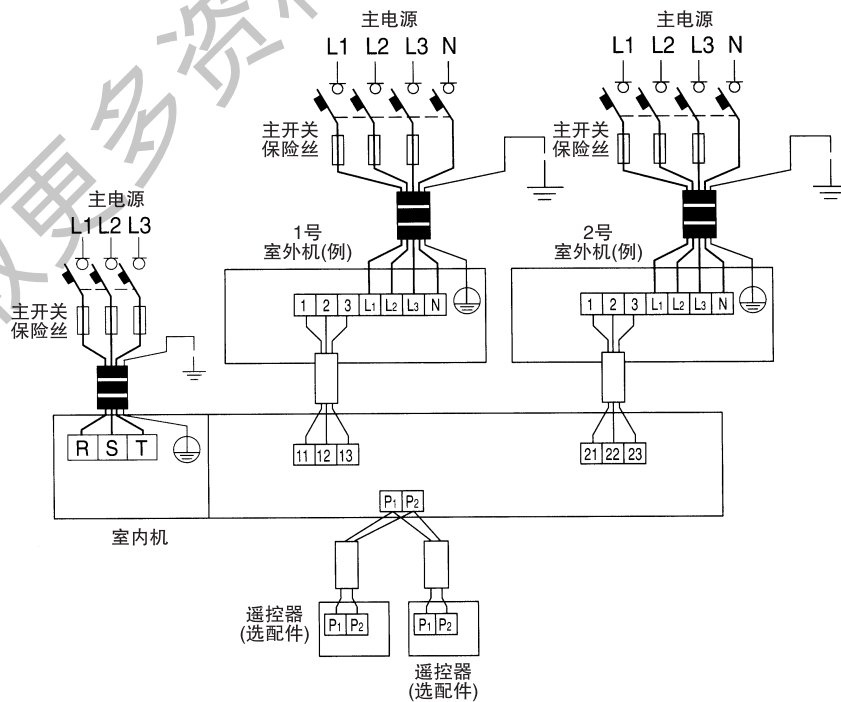 主电源
L1 L2 L3 N
主开关
保险丝
主电源
L1 L2 L3 N
主开关
保险丝
主电源
L1 L2 L3
主开关
保险丝
1号
室外机(例)
1 2 3 L1 L2 L3 N
2号
室外机(例)
1 2 3 L1 L2 L3 N
R S T
11 12 13
21 22 23
P1 P2
室内机
遥控器
(选配件)
P1 P2
P1 P2
遥控器
(选配件)
更多资